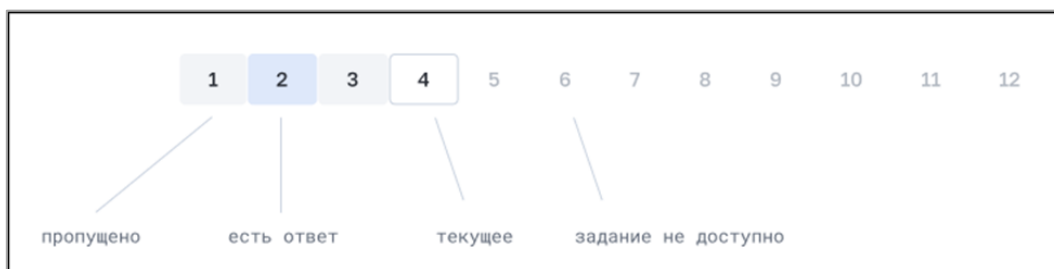 1 2 3 4 5 6 7 8 9 10 11 12
пропущено есть ответ текущее задание не доступно